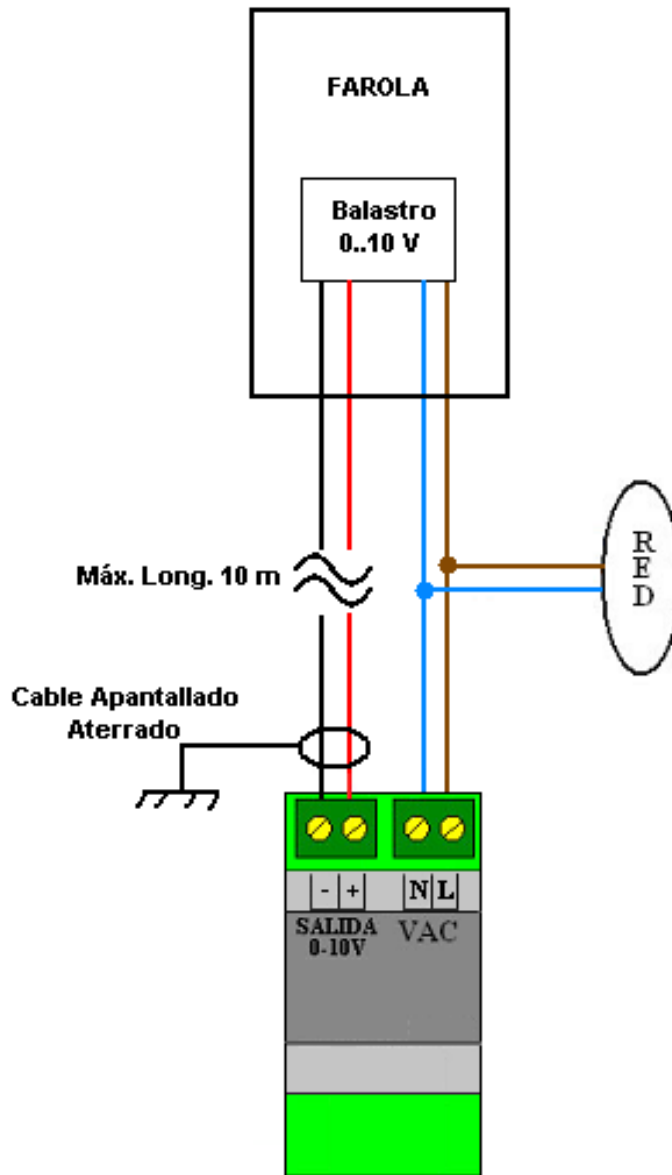 FAROLA
Balastro
0..10 V
R
E
D
Máx. Long. 10 m
Cable Apantallado
Aterrado
- + N L
SALIDA
0-10V
VAC